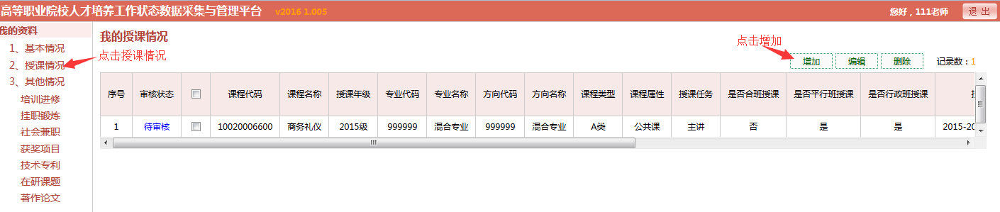 高等职业院校人才培养工作状态数据采集与管理平台 v2016 1.005 您好，111老师 退 出
我的资料
1、基本情况
2、授课情况
3、其他情况
培训进修
挂职锻炼
社会兼职
获奖项目
技术专利
在研课题
著作论文
点击授课情况
我的授课情况
点击增加
增加 编辑 删除 记录数：1
序号 审核状态 课程代码 课程名称 授课年级 专业代码 专业名称 方向代码 方向名称 课程类型 课程属性 授课任务 是否合班授课 是否平行班授课 是否行政班授课
1 待审核 10020006600 商务礼仪 2015级 999999 混合专业 999999 混合专业 A类 公共课 主讲 否 是 是 2015-20